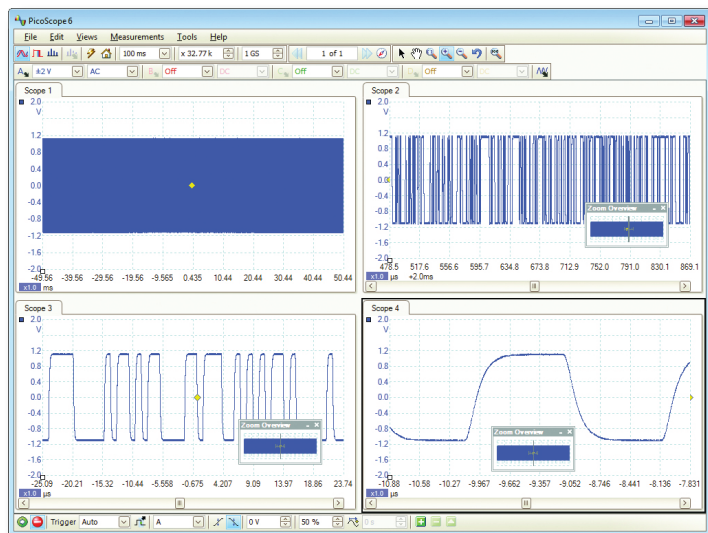 PicoScope 6
File Edit Views Measurements Tools Help
100 ms x 32.77 k 1 GS 1 of 1
A ±2 V AC B Off DC C Off DC D Off DC
Scope 1
2.0
V
1.2
0.8
0.4
0.0
-0.4
-0.8
-1.2
-1.6
-2.0
-49.56 -39.56 -29.56 -19.56 -9.565 0.435 10.44 20.44 30.44 40.44 50.44
x1.0 ms
Scope 2
2.0
V
1.2
0.8
0.4
0.0
-0.4
-0.8
-1.2
-1.6
-2.0
Zoom Overview
478.5 517.6 556.6 595.7 634.8 673.8 712.9 752.0 791.0 830.1 869.1
x1.0 µs +2.0ms
Scope 3
2.0
V
1.2
0.8
0.4
0.0
-0.4
-0.8
-1.2
-1.6
-2.0
Zoom Overview
-25.09 -20.21 -15.32 -10.44 -5.558 -0.675 4.207 9.09 13.97 18.86 23.74
x1.0 µs
Scope 4
2.0
V
1.2
0.8
0.4
0.0
-0.4
-0.8
-1.2
-1.6
-2.0
Zoom Overview
-10.88 -10.58 -10.27 -9.967 -9.662 -9.357 -9.052 -8.746 -8.441 -8.136 -7.831
x1.0 µs
Trigger Auto A 0 V 50 % 0 s